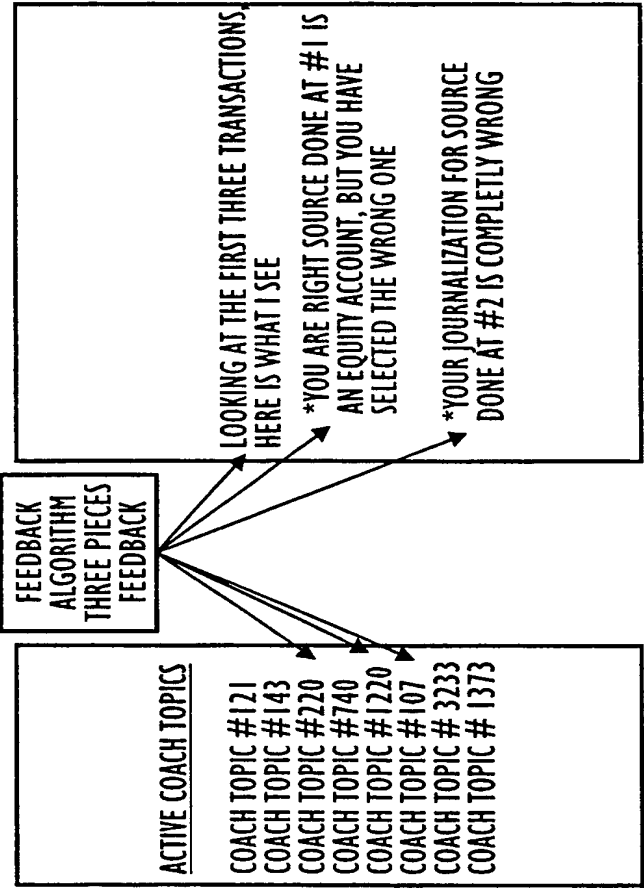 ACTIVE COACH TOPICS
COACH TOPIC #121
COACH TOPIC #143
COACH TOPIC #220
COACH TOPIC #740
COACH TOPIC #1220
COACH TOPIC #107
COACH TOPIC # 3233
COACH TOPIC # 1373
FEEDBACK
ALGORITHM
THREE PIECES
FEEDBACK
LOOKING AT THE FIRST THREE TRANSACTIONS,
HERE IS WHAT I SEE
*YOU ARE RIGHT SOURCE DONE AT #1 IS
AN EQUITY ACCOUNT, BUT YOU HAVE
SELECTED THE WRONG ONE
*YOUR JOURNALIZATION FOR SOURCE
DONE AT #2 IS COMPLETLY WRONG